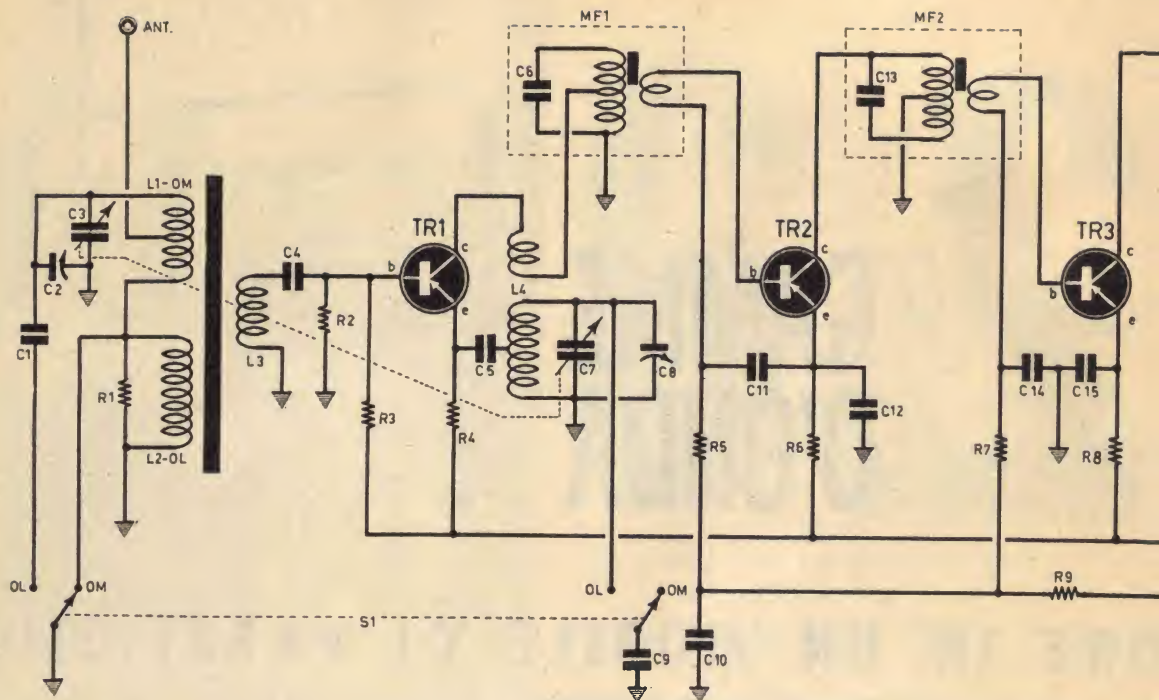 ANT.
MF1
MF2
C6
C13
L1-OM
C3
C2
C4
TR1
c
b
e
TR2
c
b
e
TR3
c
b
e
L4
R2
L3
C1
R1
C5
C7
C8
R3
R4
C11
C12
C14
C15
L2-OL
R5
R6
R7
R8
OL
OM
S1
OL
OM
C9
C10
R9